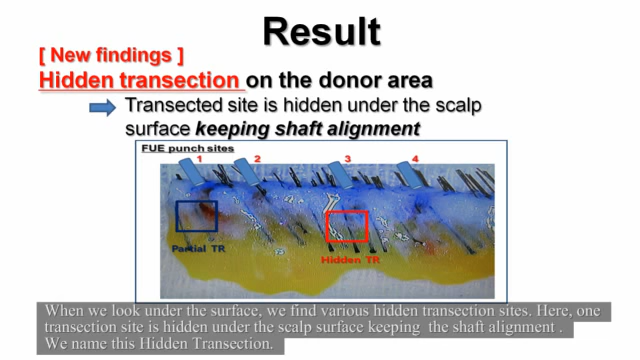 Result
[ New findings ]
Hidden transection on the donor area
Transected site is hidden under the scalp
surface keeping shaft alignment
FUE punch sites
1 2 3 4
Partial TR
Hidden TR
When we look under the surface, we find various hidden transection sites. Here, one
transection site is hidden under the scalp surface keeping the shaft alignment .
We name this Hidden Transection.